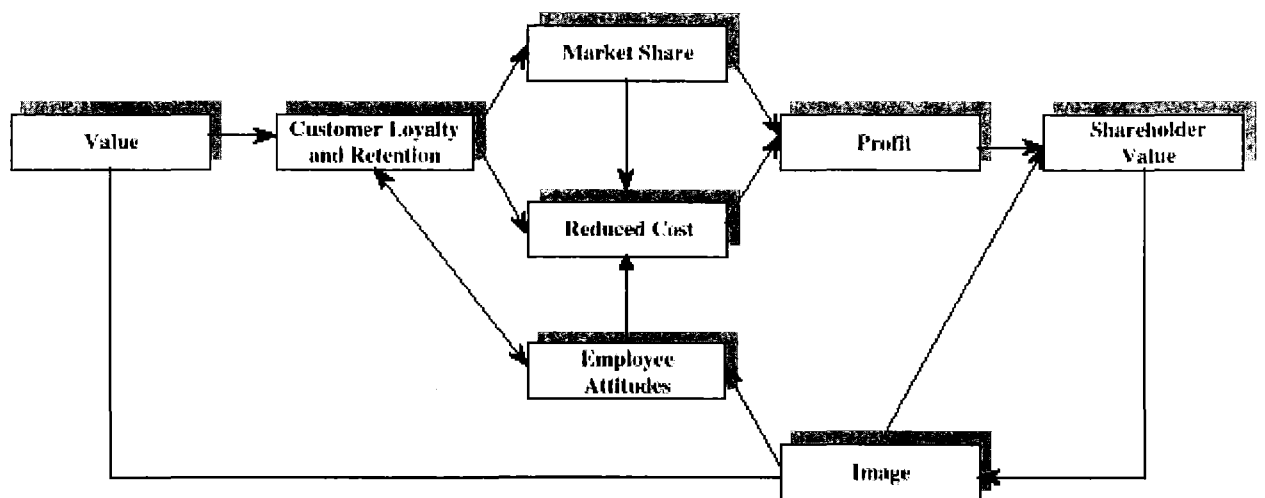 Market Share
Value
Customer Loyalty
and Retention
Profit
Shareholder
Value
Reduced Cost
Employee
Attitudes
Image